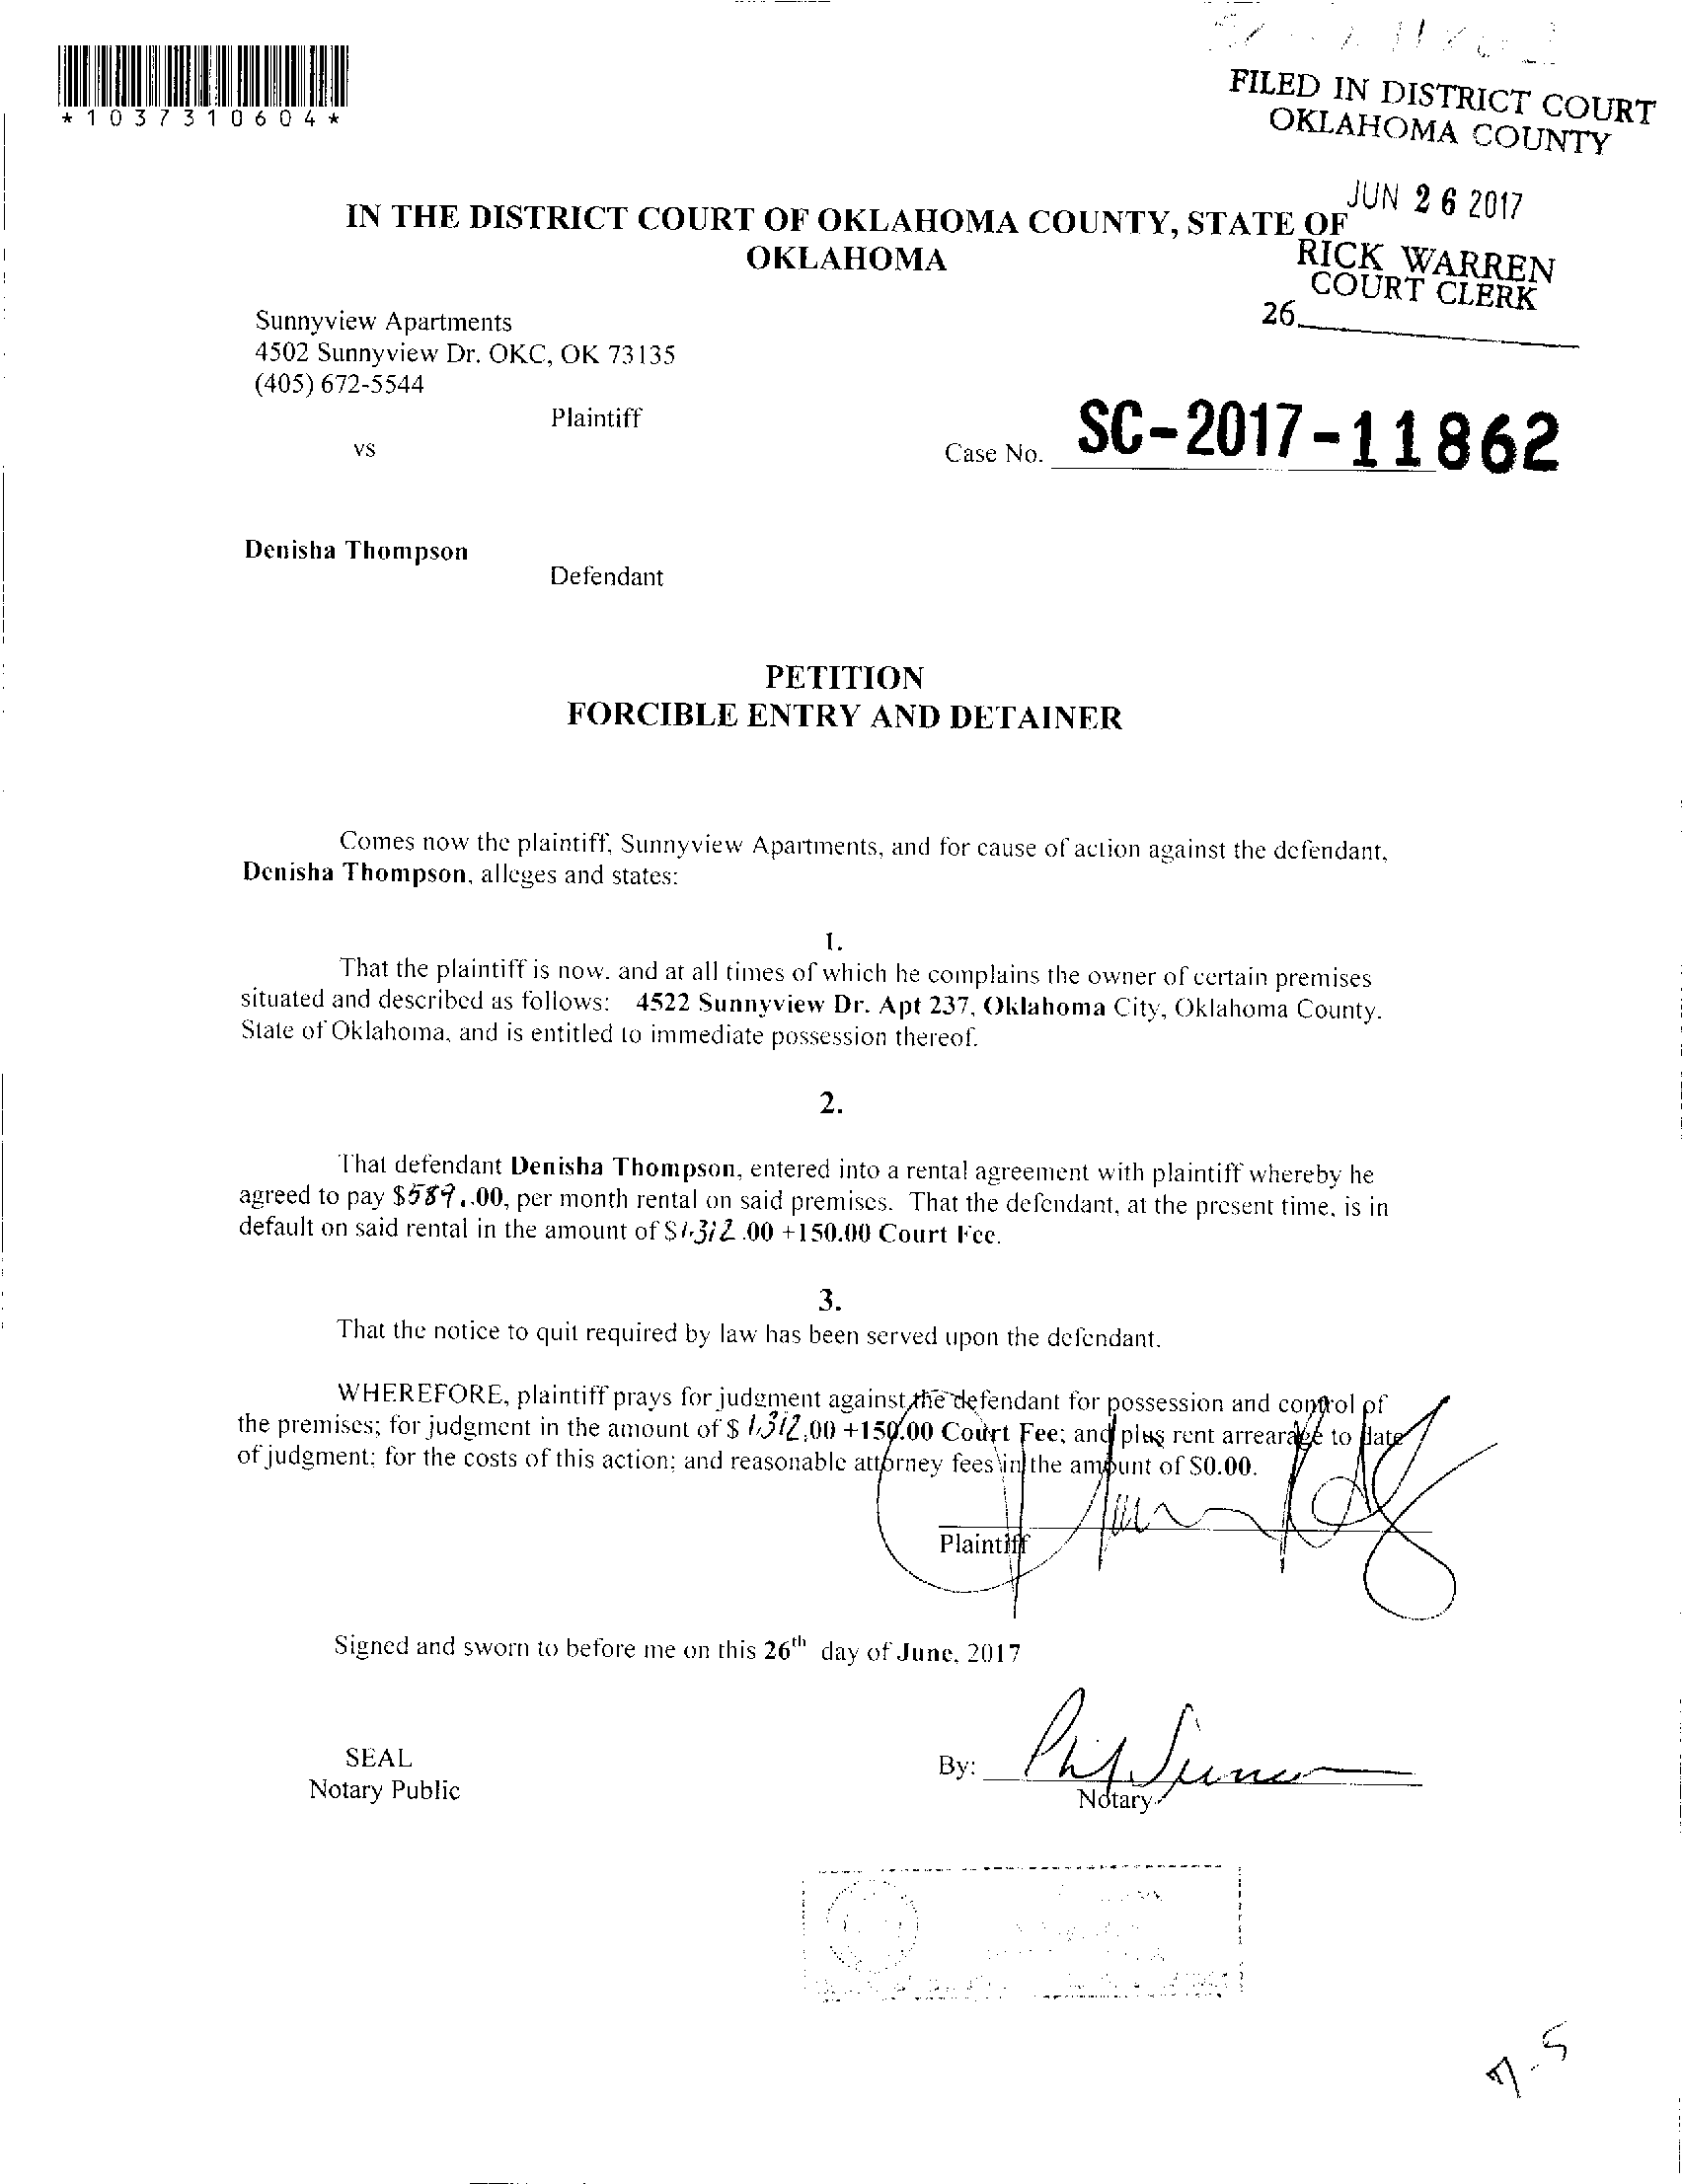 *1037310604*
FILED IN DISTRICT COURT
OKLAHOMA COUNTY
JUN 26 2017
RICK WARREN
COURT CLERK
26
IN THE DISTRICT COURT OF OKLAHOMA COUNTY, STATE OF
OKLAHOMA
Sunnyview Apartments
4502 Sunnyview Dr. OKC, OK 73135
(405) 672-5544
Plaintiff
vs
Case No. SC-2017-11862
Denisha Thompson
Defendant
PETITION
FORCIBLE ENTRY AND DETAINER
Comes now the plaintiff, Sunnyview Apartments, and for cause of action against the defendant,
Denisha Thompson, alleges and states:
1.
That the plaintiff is now, and at all times of which he complains the owner of certain premises
situated and described as follows: 4522 Sunnyview Dr. Apt 237, Oklahoma City, Oklahoma County.
State of Oklahoma, and is entitled to immediate possession thereof.
2.
That defendant Denisha Thompson, entered into a rental agreement with plaintiff whereby he
agreed to pay $589..00, per month rental on said premises. That the defendant, at the present time, is in
default on said rental in the amount of $1,312.00 +150.00 Court Fee.
3.
That the notice to quit required by law has been served upon the defendant.
WHEREFORE, plaintiff prays for judgment against the defendant for possession and control of
the premises; for judgment in the amount of $ 1,312.00 +150.00 Court Fee; and plus rent arrearage to date
of judgment; for the costs of this action; and reasonable attorney fees in the amount of $0.00.
Plaintiff
Signed and sworn to before me on this 26th day of June, 2017
SEAL
Notary Public
By:
Notary
7-5